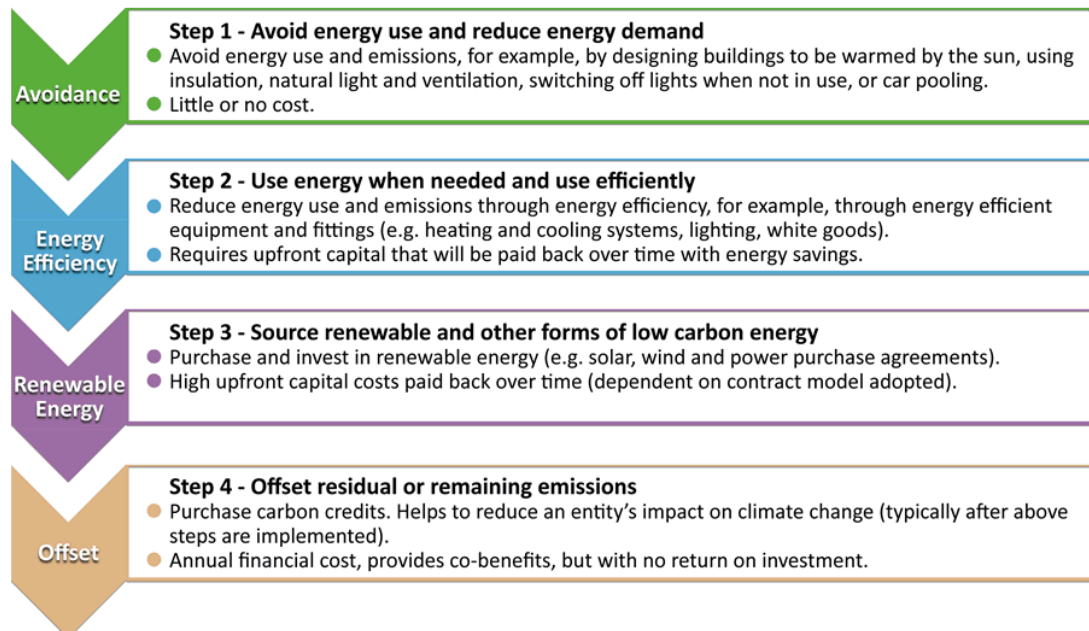 Avoidance
Step 1 - Avoid energy use and reduce energy demand
Avoid energy use and emissions, for example, by designing buildings to be warmed by the sun, using
insulation, natural light and ventilation, switching off lights when not in use, or car pooling.
Little or no cost.
Energy
Efficiency
Step 2 - Use energy when needed and use efficiently
Reduce energy use and emissions through energy efficiency, for example, through energy efficient
equipment and fittings (e.g. heating and cooling systems, lighting, white goods).
Requires upfront capital that will be paid back over time with energy savings.
Renewable
Energy
Step 3 - Source renewable and other forms of low carbon energy
Purchase and invest in renewable energy (e.g. solar, wind and power purchase agreements).
High upfront capital costs paid back over time (dependent on contract model adopted).
Offset
Step 4 - Offset residual or remaining emissions
Purchase carbon credits. Helps to reduce an entity’s impact on climate change (typically after above
steps are implemented).
Annual financial cost, provides co-benefits, but with no return on investment.